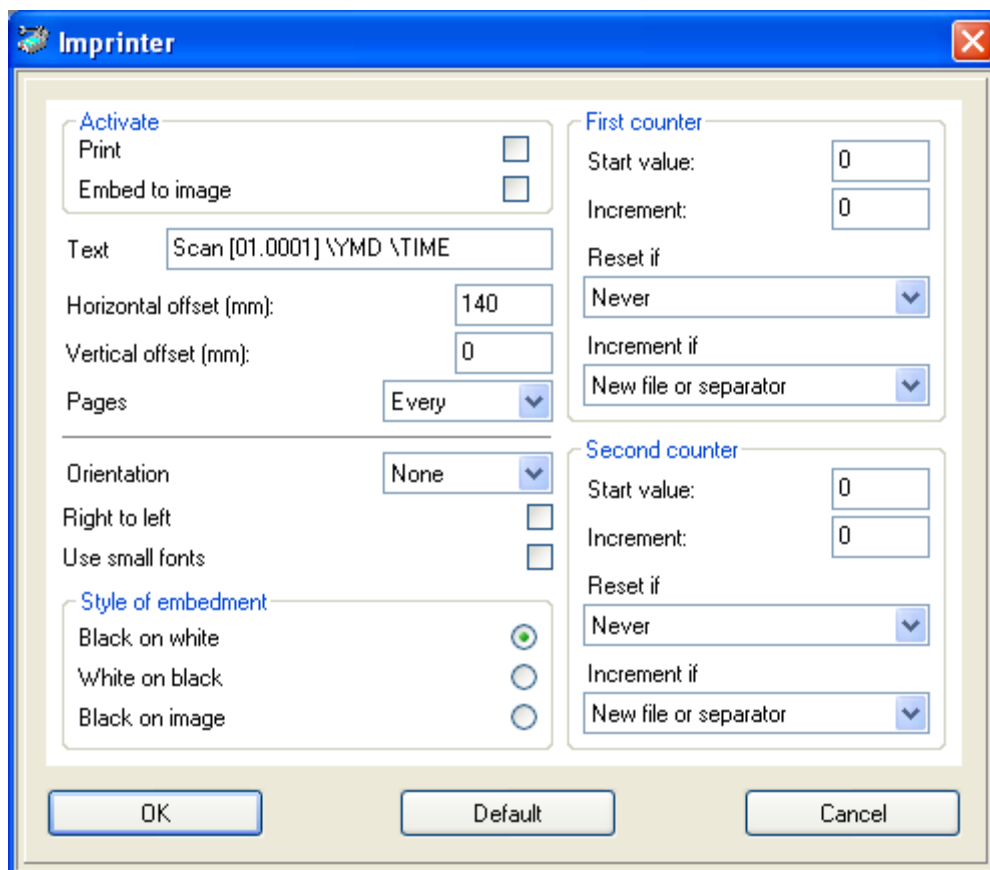 Imprinter
Activate
Print
Embed to image
Text Scan [01.0001] \YMD \TIME
Horizontal offset (mm): 140
Vertical offset (mm): 0
Pages Every
Orientation None
Right to left
Use small fonts
Style of embedment
Black on white
White on black
Black on image
First counter
Start value: 0
Increment: 0
Reset if
Never
Increment if
New file or separator
Second counter
Start value: 0
Increment: 0
Reset if
Never
Increment if
New file or separator
OK Default Cancel